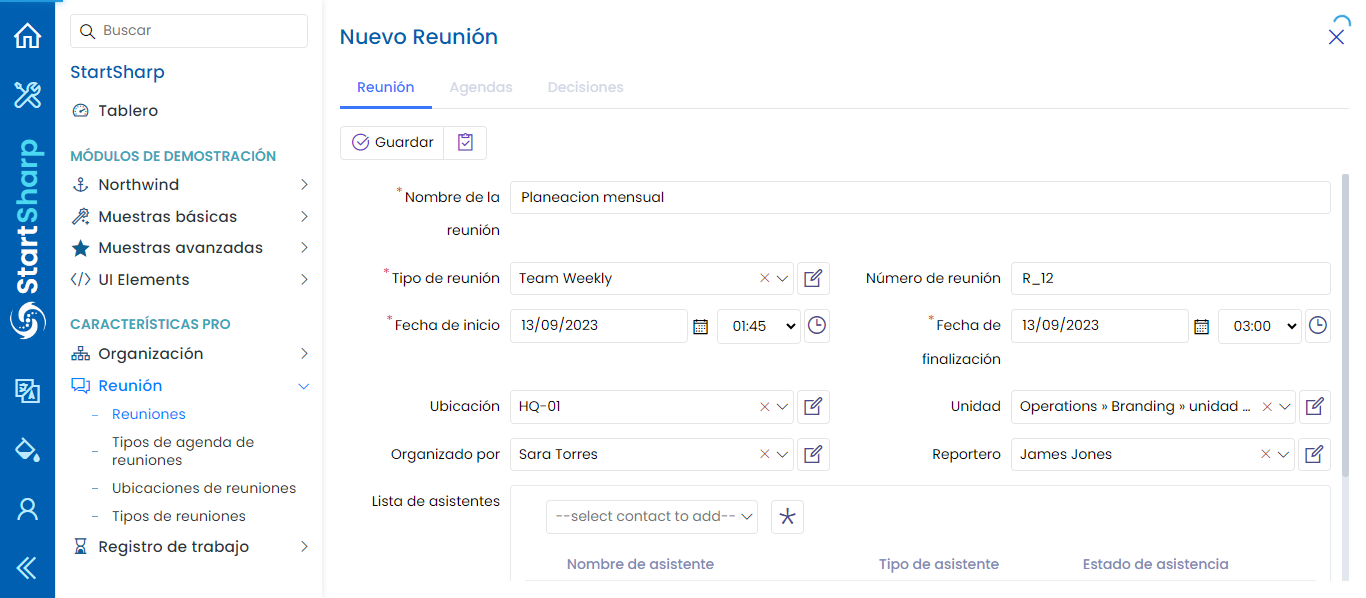 Buscar
StartSharp
Tablero
MÓDULOS DE DEMOSTRACIÓN
Northwind
Muestras básicas
Muestras avanzadas
UI Elements
CARACTERÍSTICAS PRO
Organización
Reunión
Reuniones
Tipos de agenda de
reuniones
Ubicaciones de reuniones
Tipos de reuniones
Registro de trabajo
StartSharp
Nuevo Reunión
Reunión Agendas Decisiones
Guardar
*Nombre de la
reunión
Planeacion mensual
*Tipo de reunión Team Weekly Número de reunión R_12
*Fecha de inicio 13/09/2023 01:45
*Fecha de
finalización
13/09/2023 03:00
Ubicación HQ-01 Unidad Operations » Branding » unidad ...
Organizado por Sara Torres Reportero James Jones
Lista de asistentes
--select contact to add--
Nombre de asistente Tipo de asistente Estado de asistencia